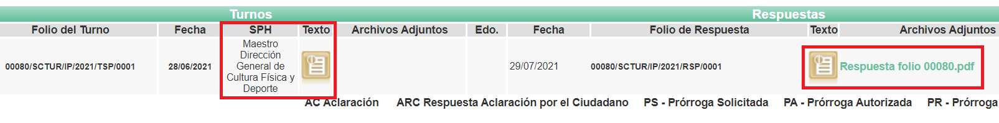 Turnos Respuestas
Folio del Turno Fecha SPH Texto Archivos Adjuntos Edo. Fecha Folio de Respuesta Texto Archivos Adjuntos
00080/SCTUR/IP/2021/TSP/0001 28/06/2021 Maestro
Dirección
General de
Cultura Física y
Deporte
29/07/2021 00080/SCTUR/IP/2021/RSP/0001 Respuesta folio 00080.pdf
AC Aclaración ARC Respuesta Aclaración por el Ciudadano PS - Prórroga Solicitada PA - Prórroga Autorizada PR - Prórroga